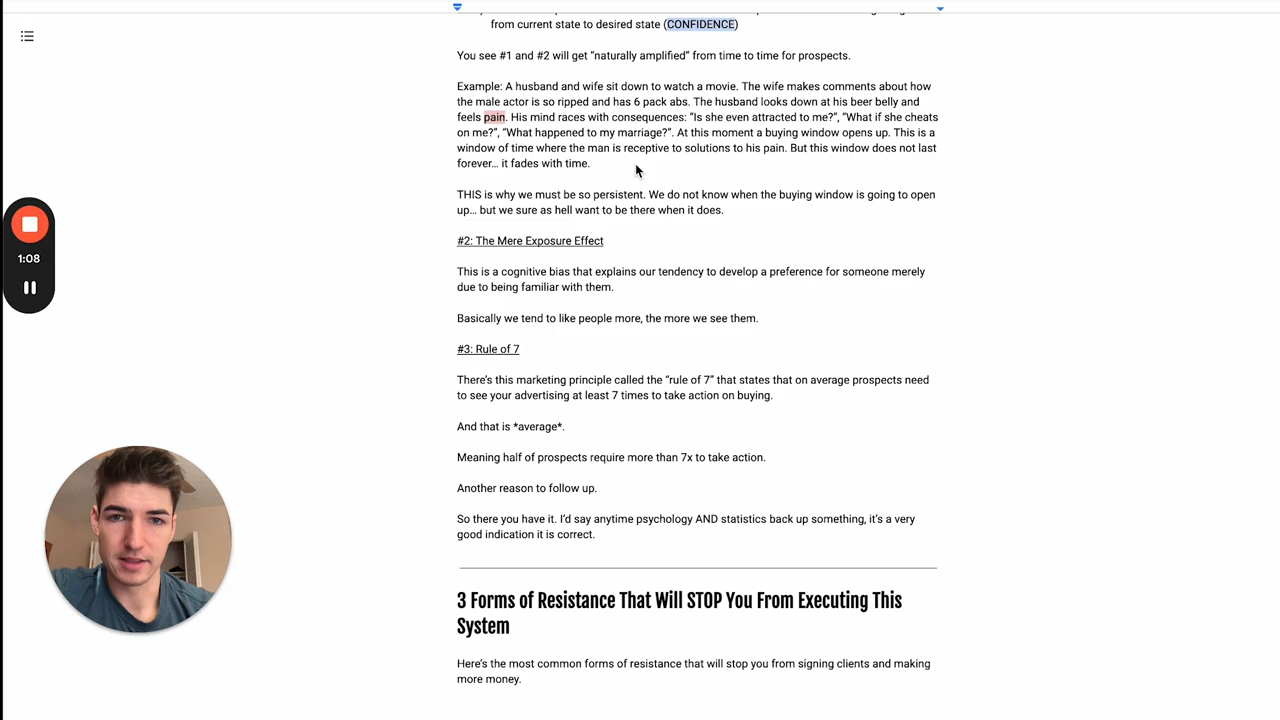 from current state to desired state (CONFIDENCE)
You see #1 and #2 will get “naturally amplified” from time to time for prospects.
Example: A husband and wife sit down to watch a movie. The wife makes comments about how
the male actor is so ripped and has 6 pack abs. The husband looks down at his beer belly and
feels pain. His mind races with consequences: “Is she even attracted to me?”, “What if she cheats
on me?”, “What happened to my marriage?”. At this moment a buying window opens up. This is a
window of time where the man is receptive to solutions to his pain. But this window does not last
forever… it fades with time.
THIS is why we must be so persistent. We do not know when the buying window is going to open
up… but we sure as hell want to be there when it does.
1:08
#2: The Mere Exposure Effect
This is a cognitive bias that explains our tendency to develop a preference for someone merely
due to being familiar with them.
Basically we tend to like people more, the more we see them.
#3: Rule of 7
There’s this marketing principle called the “rule of 7” that states that on average prospects need
to see your advertising at least 7 times to take action on buying.
And that is *average*.
Meaning half of prospects require more than 7x to take action.
Another reason to follow up.
So there you have it. I’d say anytime psychology AND statistics back up something, it’s a very
good indication it is correct.
3 Forms of Resistance That Will STOP You From Executing This
System
Here’s the most common forms of resistance that will stop you from signing clients and making
more money.